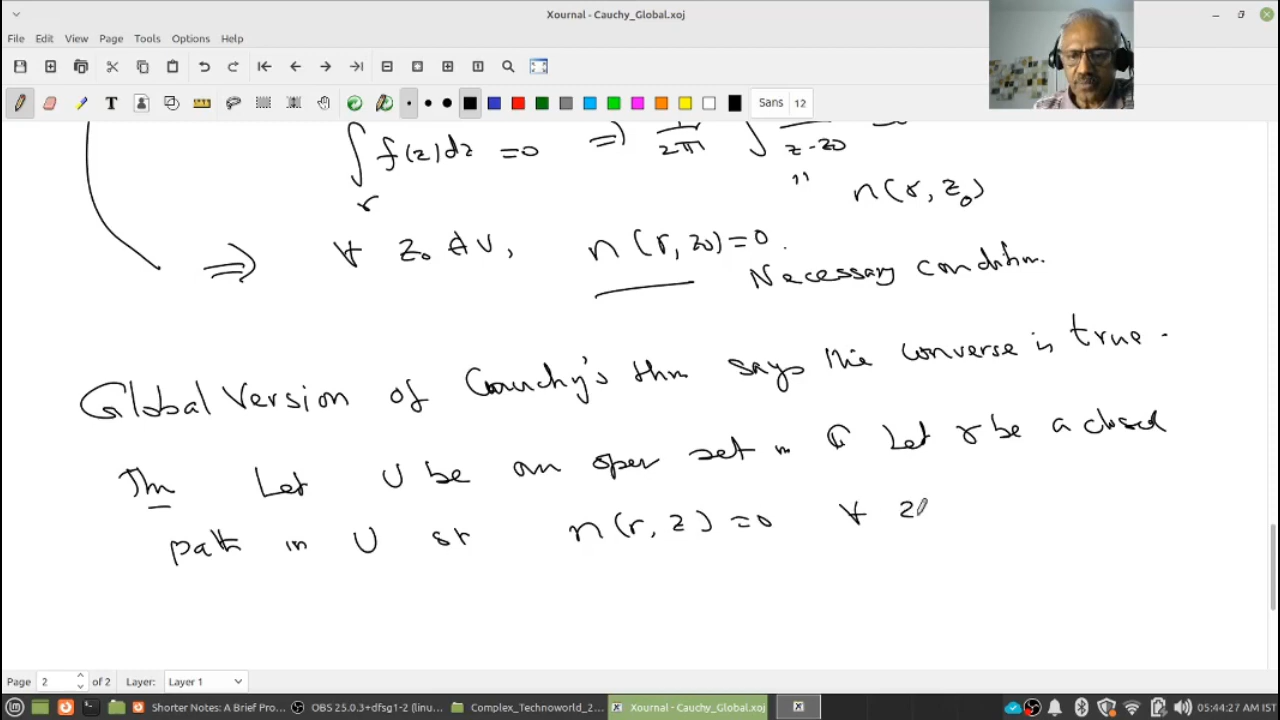 Xournal - Cauchy_Global.xoj
File Edit View Page Tools Options Help
Sans 12
∫ f(z)dz =0 ⇒ 1/2πi ∫ /z-z0
γ " n(γ, z0)
⇒ ∀ z0 ∉ U, n(γ, z0)=0.
Necessary condition.
Global Version of Cauchy's thm says the converse is true.
Thm Let U be an open set in ℂ Let γ be a closed
path in U st n(γ, z)=0 ∀ z
Page 2 of 2 Layer: Layer 1
Shorter Notes: A Brief Pro... OBS 25.0.3+dfsg1-2 (linu... Complex_Technoworld_2... Xournal - Cauchy_Global.xoj 05:44:27 AM IST